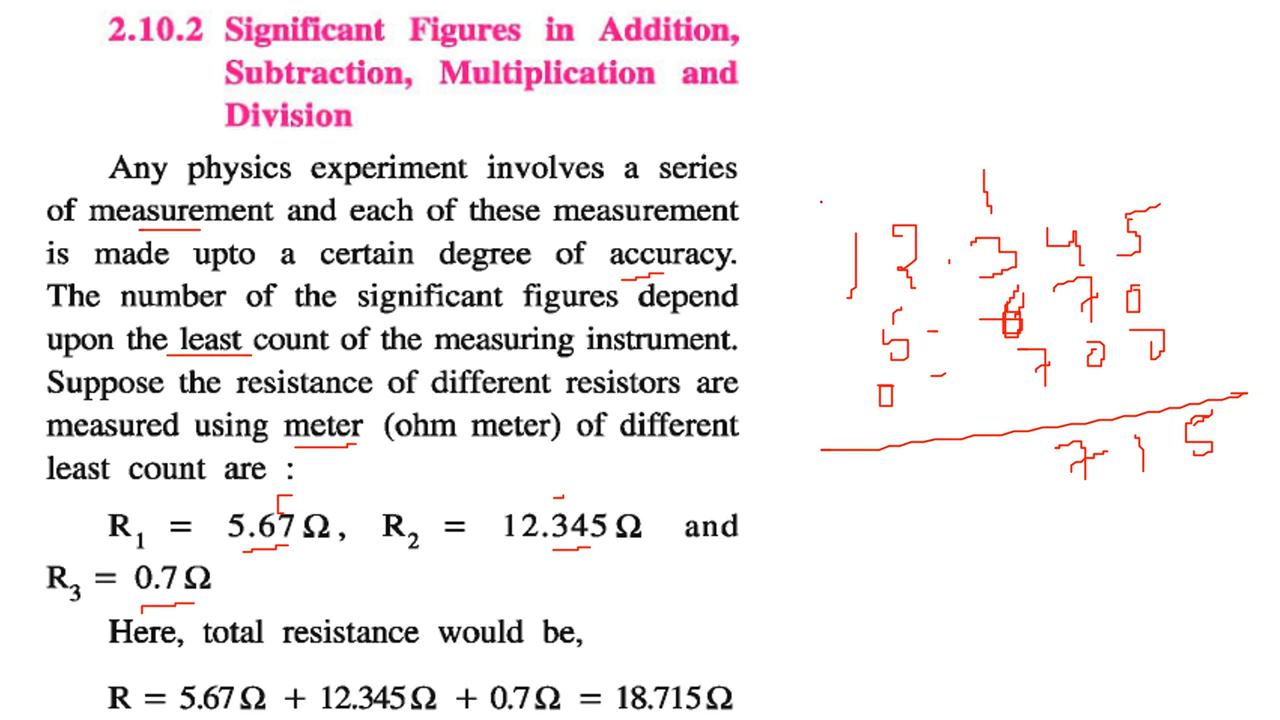 2.10.2 Significant Figures in Addition,
Subtraction, Multiplication and
Division
Any physics experiment involves a series
of measurement and each of these measurement
is made upto a certain degree of accuracy.
The number of the significant figures depend
upon the least count of the measuring instrument.
Suppose the resistance of different resistors are
measured using meter (ohm meter) of different
least count are :
R₁ = 5.67 Ω, R₂ = 12.345 Ω and
R₃ = 0.7 Ω
Here, total resistance would be,
R = 5.67 Ω + 12.345 Ω + 0.7 Ω = 18.715 Ω
1
12.345
5.670
0.70
715